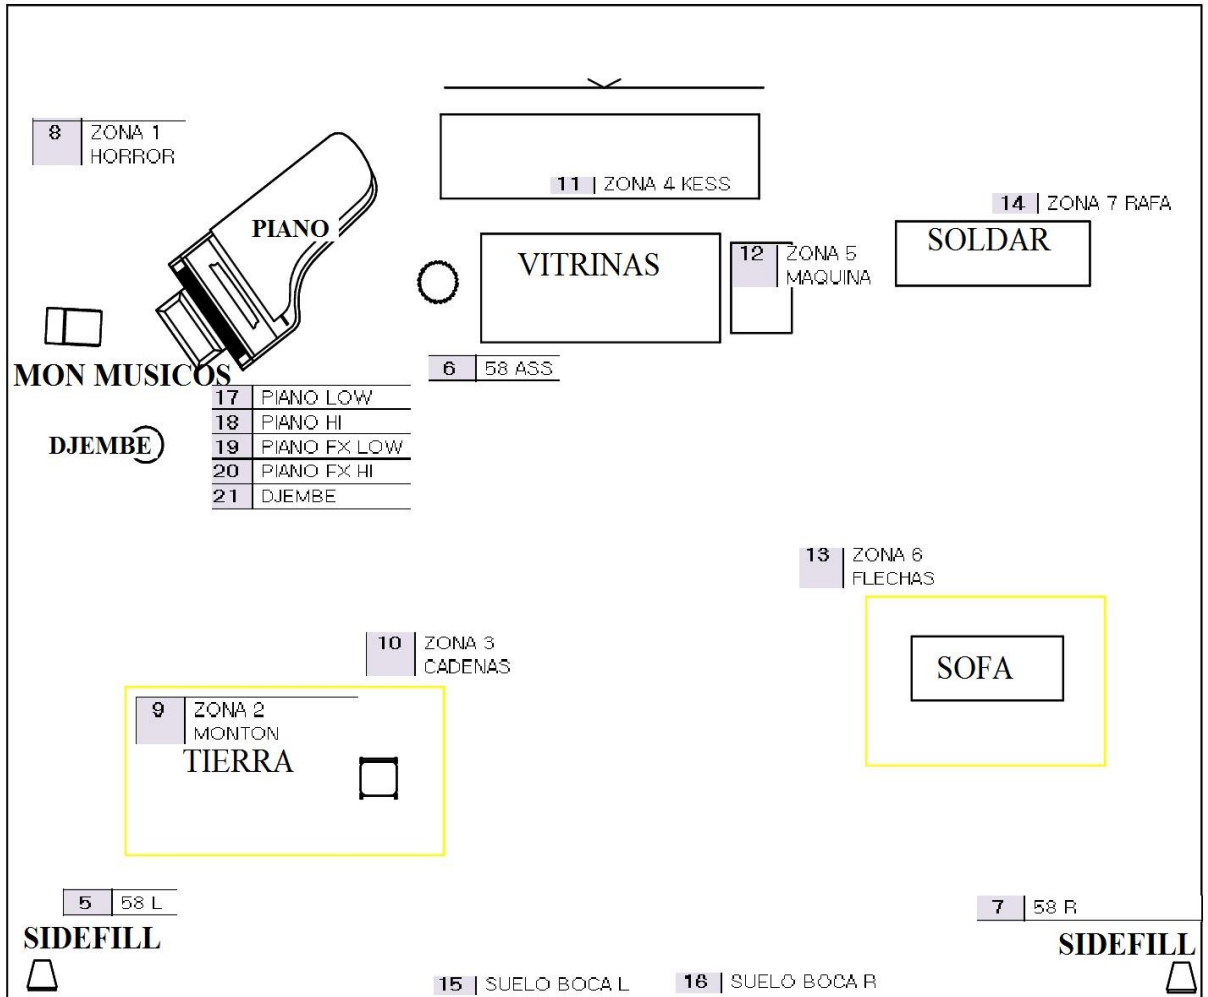 8 ZONA 1
HORROR
11 ZONA 4 KESS
14 ZONA 7 RAFA
PIANO
VITRINAS
12 ZONA 5
MAQUINA
SOLDAR
MON MUSICOS
6 58 ASS
17 PIANO LOW
18 PIANO HI
19 PIANO FX LOW
20 PIANO FX HI
21 DJEMBE
DJEMBE
13 ZONA 6
FLECHAS
10 ZONA 3
CADENAS
SOFA
9 ZONA 2
MONTON
TIERRA
5 58 L
SIDEFILL
7 58 R
SIDEFILL
15 SUELO BOCA L
16 SUELO BOCA R